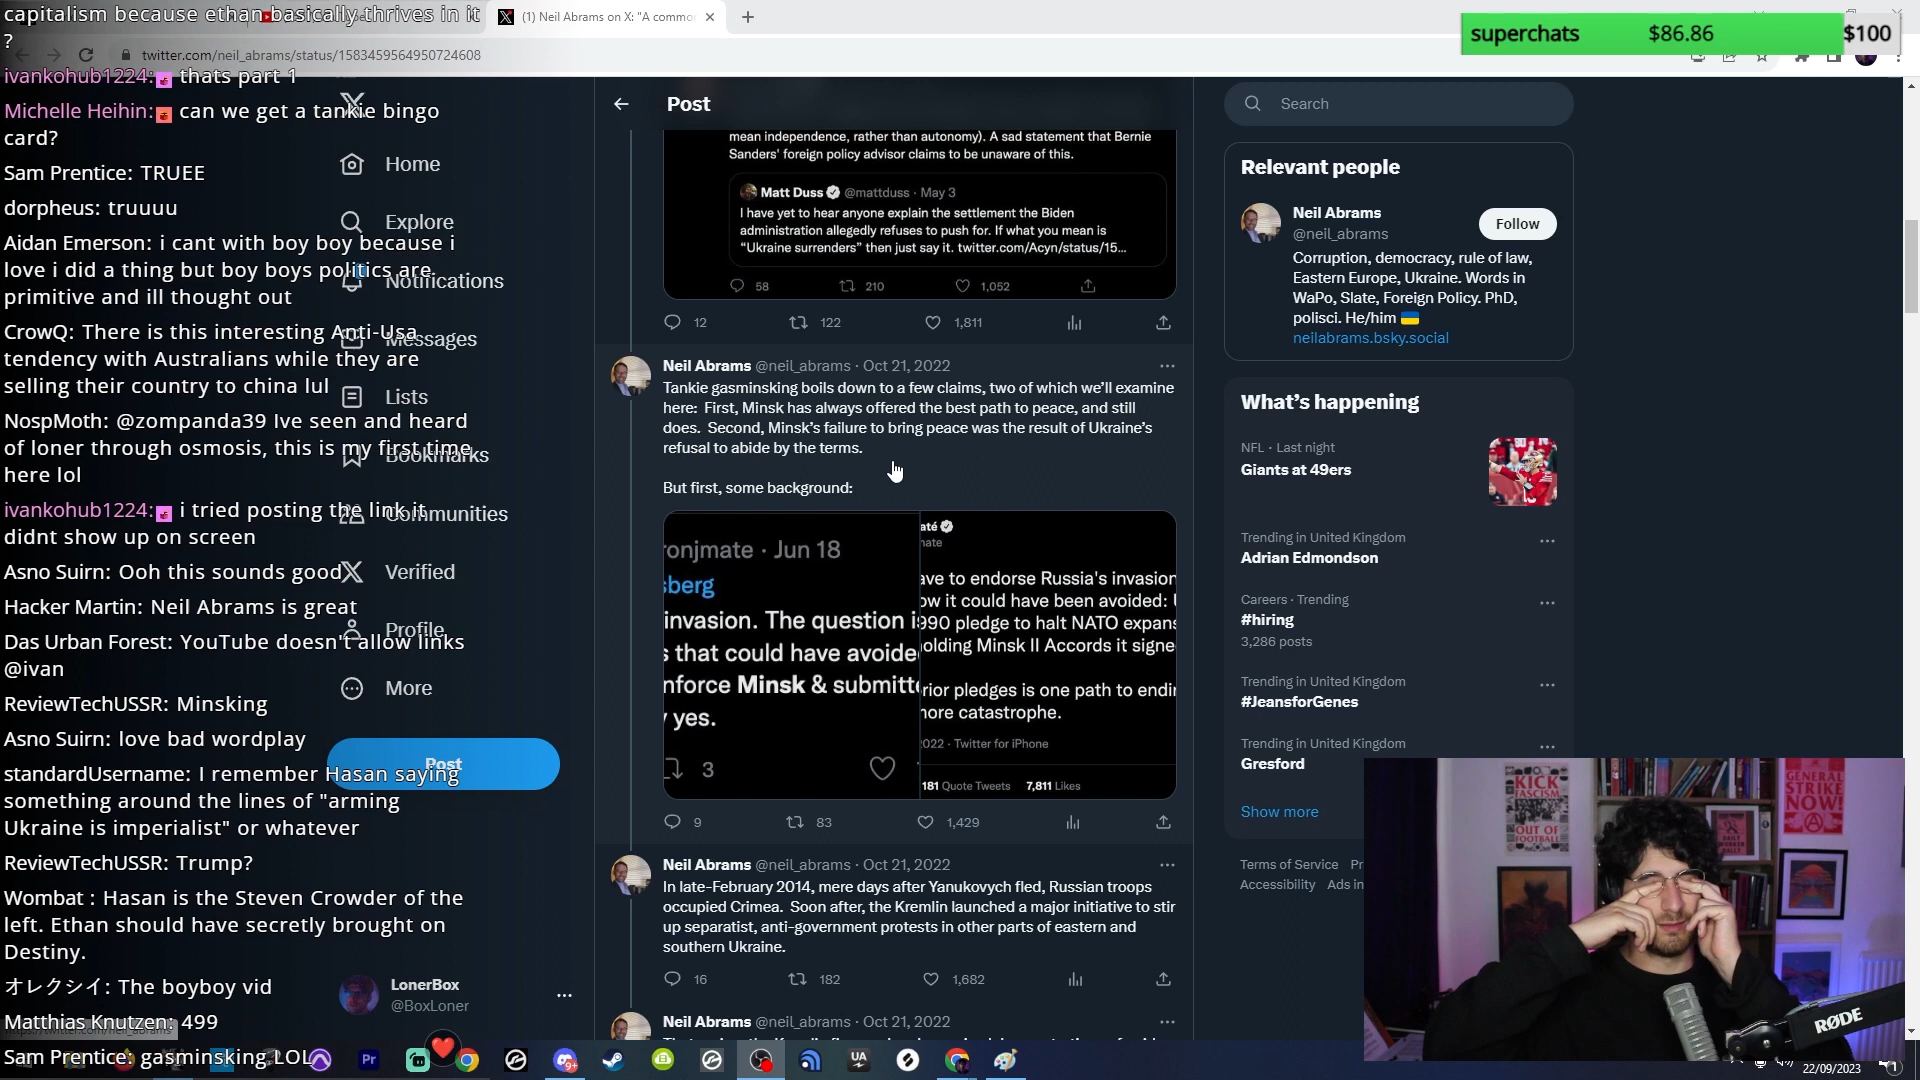 capitalism because ethan basically thrives in it
?
ivankohub1224: thats part 1
Michelle Heihin: can we get a tankie bingo
card?
Sam Prentice: TRUEE
dorpheus: truuuu
Aidan Emerson: i cant with boy boy because i
love i did a thing but boy boys politics are
primitive and ill thought out
CrowQ: There is this interesting Anti-Usa
tendency with Australians while they are
selling their country to china lul
NospMoth: @zompanda39 Ive seen and heard
of loner through osmosis, this is my first time
here lol
ivankohub1224: i tried posting the link it
didnt show up on screen
Asno Suirn: Ooh this sounds good
Hacker Martin: Neil Abrams is great
Das Urban Forest: YouTube doesn't allow links
@ivan
ReviewTechUSSR: Minsking
Asno Suirn: love bad wordplay
standardUsername: I remember Hasan saying
something around the lines of "arming
Ukraine is imperialist" or whatever
ReviewTechUSSR: Trump?
Wombat : Hasan is the Steven Crowder of the
left. Ethan should have secretly brought on
Destiny.
オレクシイ: The boyboy vid
Matthias Knutzen: 499
Sam Prentice: gasminsking LOL
(1) Neil Abrams on X: "A commo
twitter.com/neil_abrams/status/1583459564950724608
superchats $86.86 $100
Home
Explore
Notifications
Messages
Lists
Bookmarks
Communities
Verified
Profile
More
Post
LonerBox
@BoxLoner
Post
mean independence, rather than autonomy). A sad statement that Bernie
Sanders' foreign policy advisor claims to be unaware of this.
Matt Duss @mattduss · May 3
I have yet to hear anyone explain the settlement the Biden
administration allegedly refuses to push for. If what you mean is
“Ukraine surrenders” then just say it. twitter.com/Acyn/status/15...
58 210 1,052
12 122 1,811
Neil Abrams @neil_abrams · Oct 21, 2022
Tankie gasminsking boils down to a few claims, two of which we’ll examine
here: First, Minsk has always offered the best path to peace, and still
does. Second, Minsk’s failure to bring peace was the result of Ukraine’s
refusal to abide by the terms.
But first, some background:
ronjmate · Jun 18
sberg
invasion. The question is
s that could have avoide
nforce Minsk & submitt
yes.
3
até
nate
ave to endorse Russia's invasion
ow it could have been avoided:
990 pledge to halt NATO expans
olding Minsk II Accords it signe
rior pledges is one path to endin
nore catastrophe.
022 · Twitter for iPhone
181 Quote Tweets 7,811 Likes
9 83 1,429
Neil Abrams @neil_abrams · Oct 21, 2022
In late-February 2014, mere days after Yanukovych fled, Russian troops
occupied Crimea. Soon after, the Kremlin launched a major initiative to stir
up separatist, anti-government protests in other parts of eastern and
southern Ukraine.
16 182 1,682
Neil Abrams @neil_abrams · Oct 21, 2022
Search
Relevant people
Neil Abrams
@neil_abrams
Follow
Corruption, democracy, rule of law,
Eastern Europe, Ukraine. Words in
WaPo, Slate, Foreign Policy. PhD,
polisci. He/him
neilabrams.bsky.social
What’s happening
NFL · Last night
Giants at 49ers
Trending in United Kingdom
Adrian Edmondson
Careers · Trending
#hiring
3,286 posts
Trending in United Kingdom
#JeansforGenes
Trending in United Kingdom
Gresford
Show more
Terms of Service Pr
Accessibility Ads in
KICK
FASCISM
OUT OF
FOOTBALL
GENERAL
STRIKE
NOW!
RØDE
Pr
9+
UA
22/09/2023
1